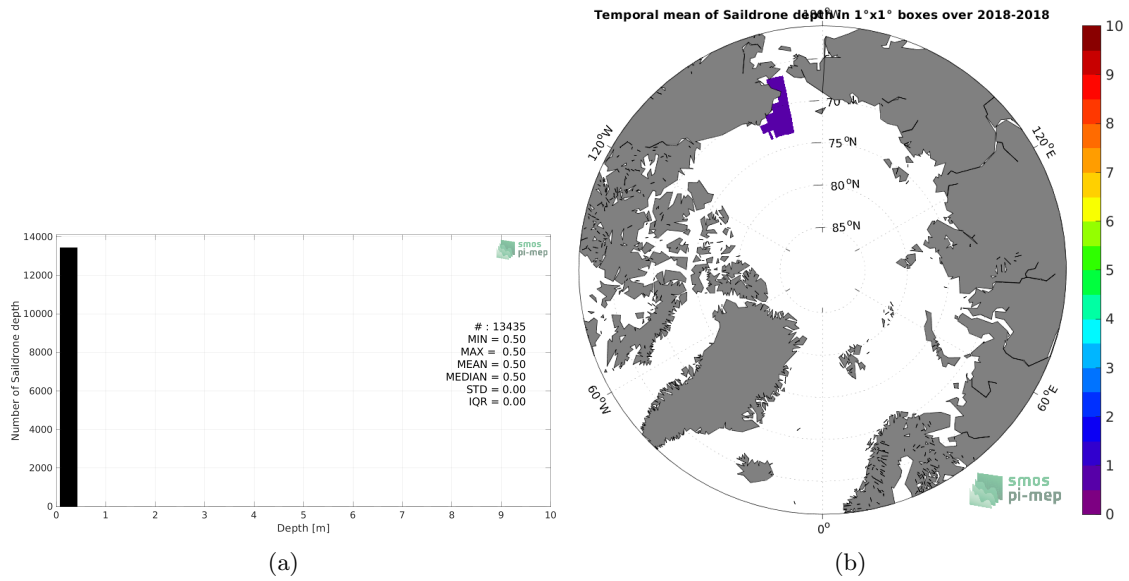 Temporal mean of Saildrone depth in 1°x1° boxes over 2018-2018
14000
12000
10000
8000
6000
4000
2000
0
Number of Saildrone depth
smos
pi-mep
# : 13435
MIN = 0.50
MAX = 0.50
MEAN = 0.50
MEDIAN = 0.50
STD = 0.00
IQR = 0.00
0 1 2 3 4 5 6 7 8 9 10
Depth [m]
(a)
120°W
120°E
70
75°N
80°N
85°N
60°W
60°E
0°
smos
pi-mep
10
9
8
7
6
5
4
3
2
1
0
(b)